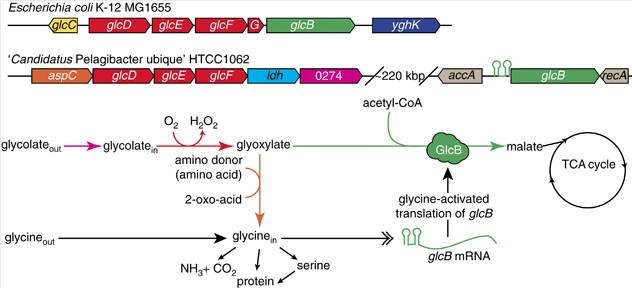 Escherichia coli K-12 MG1655
glcC glcD glcE glcF G glcB yghK
'Candidatus Pelagibacter ubique' HTCC1062
aspC glcD glcE glcF ldh 0274 ~220 kbp accA glcB recA
acetyl-CoA
O2 H2O2
glycolateout glycolatein glyoxylate GlcB malate TCA cycle
amino donor
(amino acid)
2-oxo-acid
glycine-activated
translation of glcB
glycineout glycinein
glcB mRNA
NH3+ CO2 serine
protein